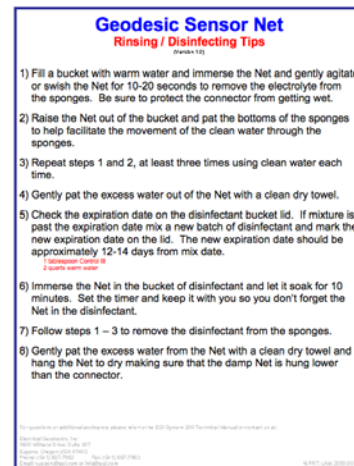 Geodesic Sensor Net
Rinsing / Disinfecting Tips
(Version 1.0)
1) Fill a bucket with warm water and immerse the Net and gently agitate
or swish the Net for 10-20 seconds to remove the electrolyte from
the sponges. Be sure to protect the connector from getting wet.
2) Raise the Net out of the bucket and pat the bottoms of the sponges
to help facilitate the movement of the clean water through the
sponges.
3) Repeat steps 1 and 2, at least three times using clean water each
time.
4) Gently pat the excess water out of the Net with a clean dry towel.
5) Check the expiration date on the disinfectant bucket lid. If mixture is
past the expiration date mix a new batch of disinfectant and mark the
new expiration date on the lid. The new expiration date should be
approximately 12-14 days from mix date.
1 tablespoon Control III
2 quarts warm water
6) Immerse the Net in the bucket of disinfectant and let it soak for 10
minutes. Set the timer and keep it with you so you don't forget the
Net in the disinfectant.
7) Follow steps 1 – 3 to remove the disinfectant from the sponges.
8) Gently pat the excess water from the Net with a clean dry towel and
hang the Net to dry making sure that the damp Net is hung lower
than the connector.
Electrical Geodesics, Inc.